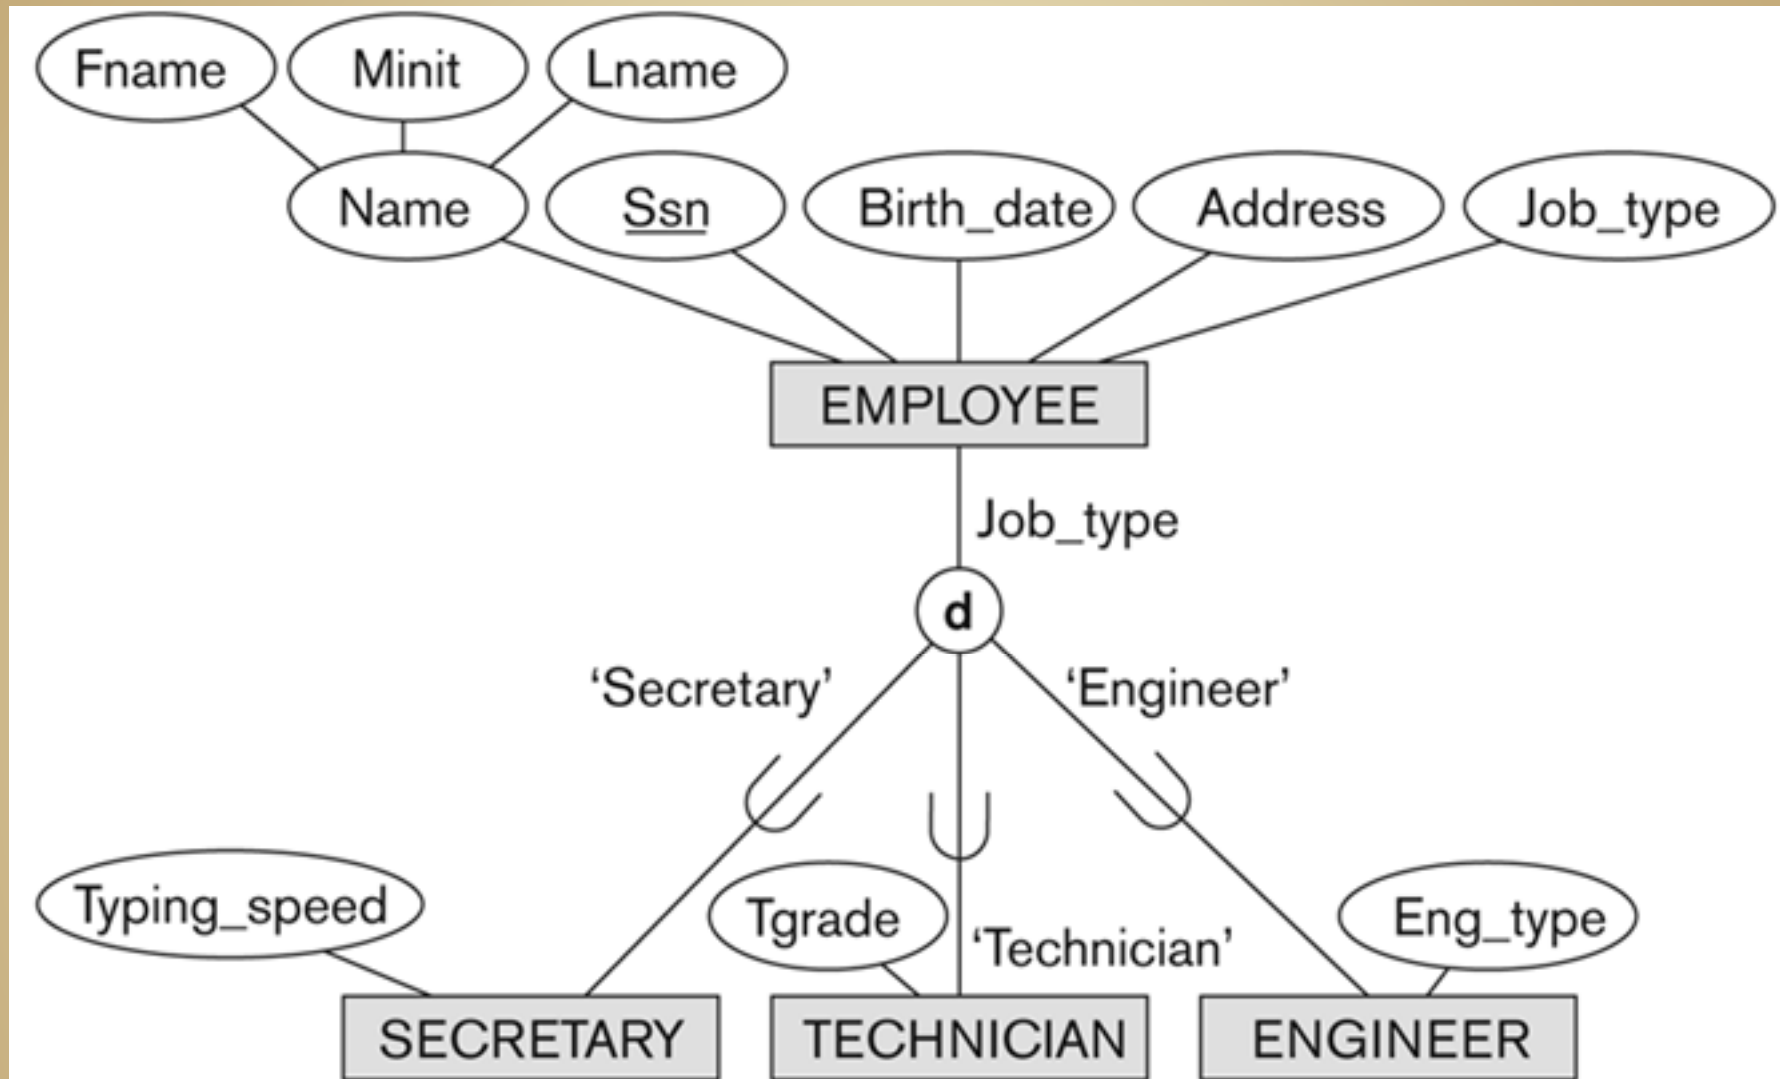 Fname Minit Lname
Name Ssn Birth_date Address Job_type
EMPLOYEE
Job_type
d
‘Secretary’ ‘Engineer’
Typing_speed Tgrade Eng_type
‘Technician’
SECRETARY TECHNICIAN ENGINEER